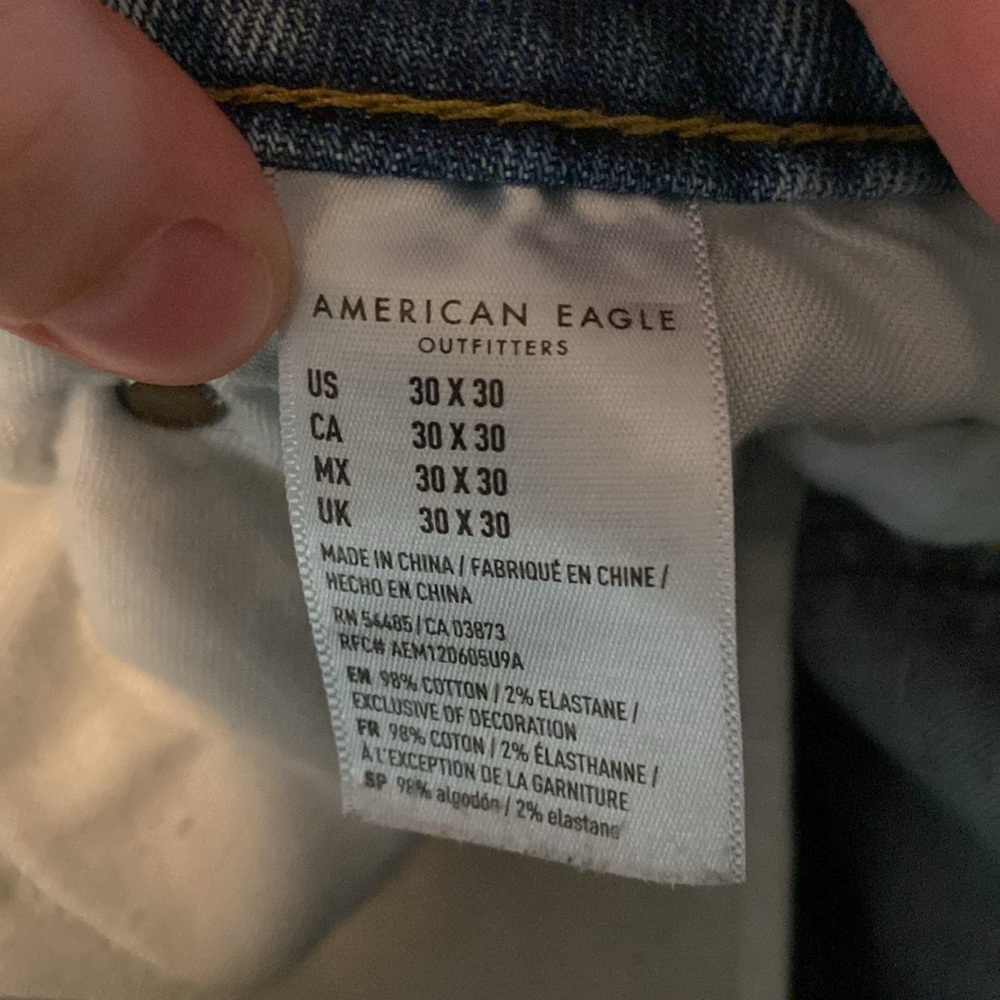 AMERICAN EAGLE
OUTFITTERS
US 30 X 30
CA 30 X 30
MX 30 X 30
UK 30 X 30
MADE IN CHINA / FABRIQUÉ EN CHINE /
HECHO EN CHINA
RN 54485 / CA 03873
RFC# AEM120605U9A
EN 98% COTTON / 2% ELASTANE /
EXCLUSIVE OF DECORATION
FR 98% COTON / 2% ÉLASTHANNE /
À L'EXCEPTION DE LA GARNITURE
SP 98% algodón / 2% elastano